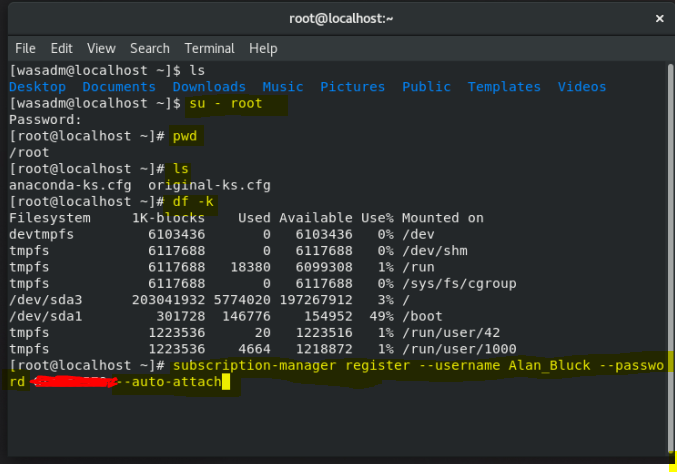 root@localhost:~
×
File Edit View Search Terminal Help
[wasadm@localhost ~]$ ls
Desktop Documents Downloads Music Pictures Public Templates Videos
[wasadm@localhost ~]$ su - root
Password:
[root@localhost ~]# pwd
/root
[root@localhost ~]# ls
anaconda-ks.cfg original-ks.cfg
[root@localhost ~]# df -k
Filesystem 1K-blocks Used Available Use% Mounted on
devtmpfs 6103436 0 6103436 0% /dev
tmpfs 6117688 0 6117688 0% /dev/shm
tmpfs 6117688 18380 6099308 1% /run
tmpfs 6117688 0 6117688 0% /sys/fs/cgroup
/dev/sda3 203041932 5774020 197267912 3% /
/dev/sda1 301728 146776 154952 49% /boot
tmpfs 1223536 20 1223516 1% /run/user/42
tmpfs 1223536 4664 1218872 1% /run/user/1000
[root@localhost ~]# subscription-manager register --username Alan_Bluck --passwo
rd --auto-attach